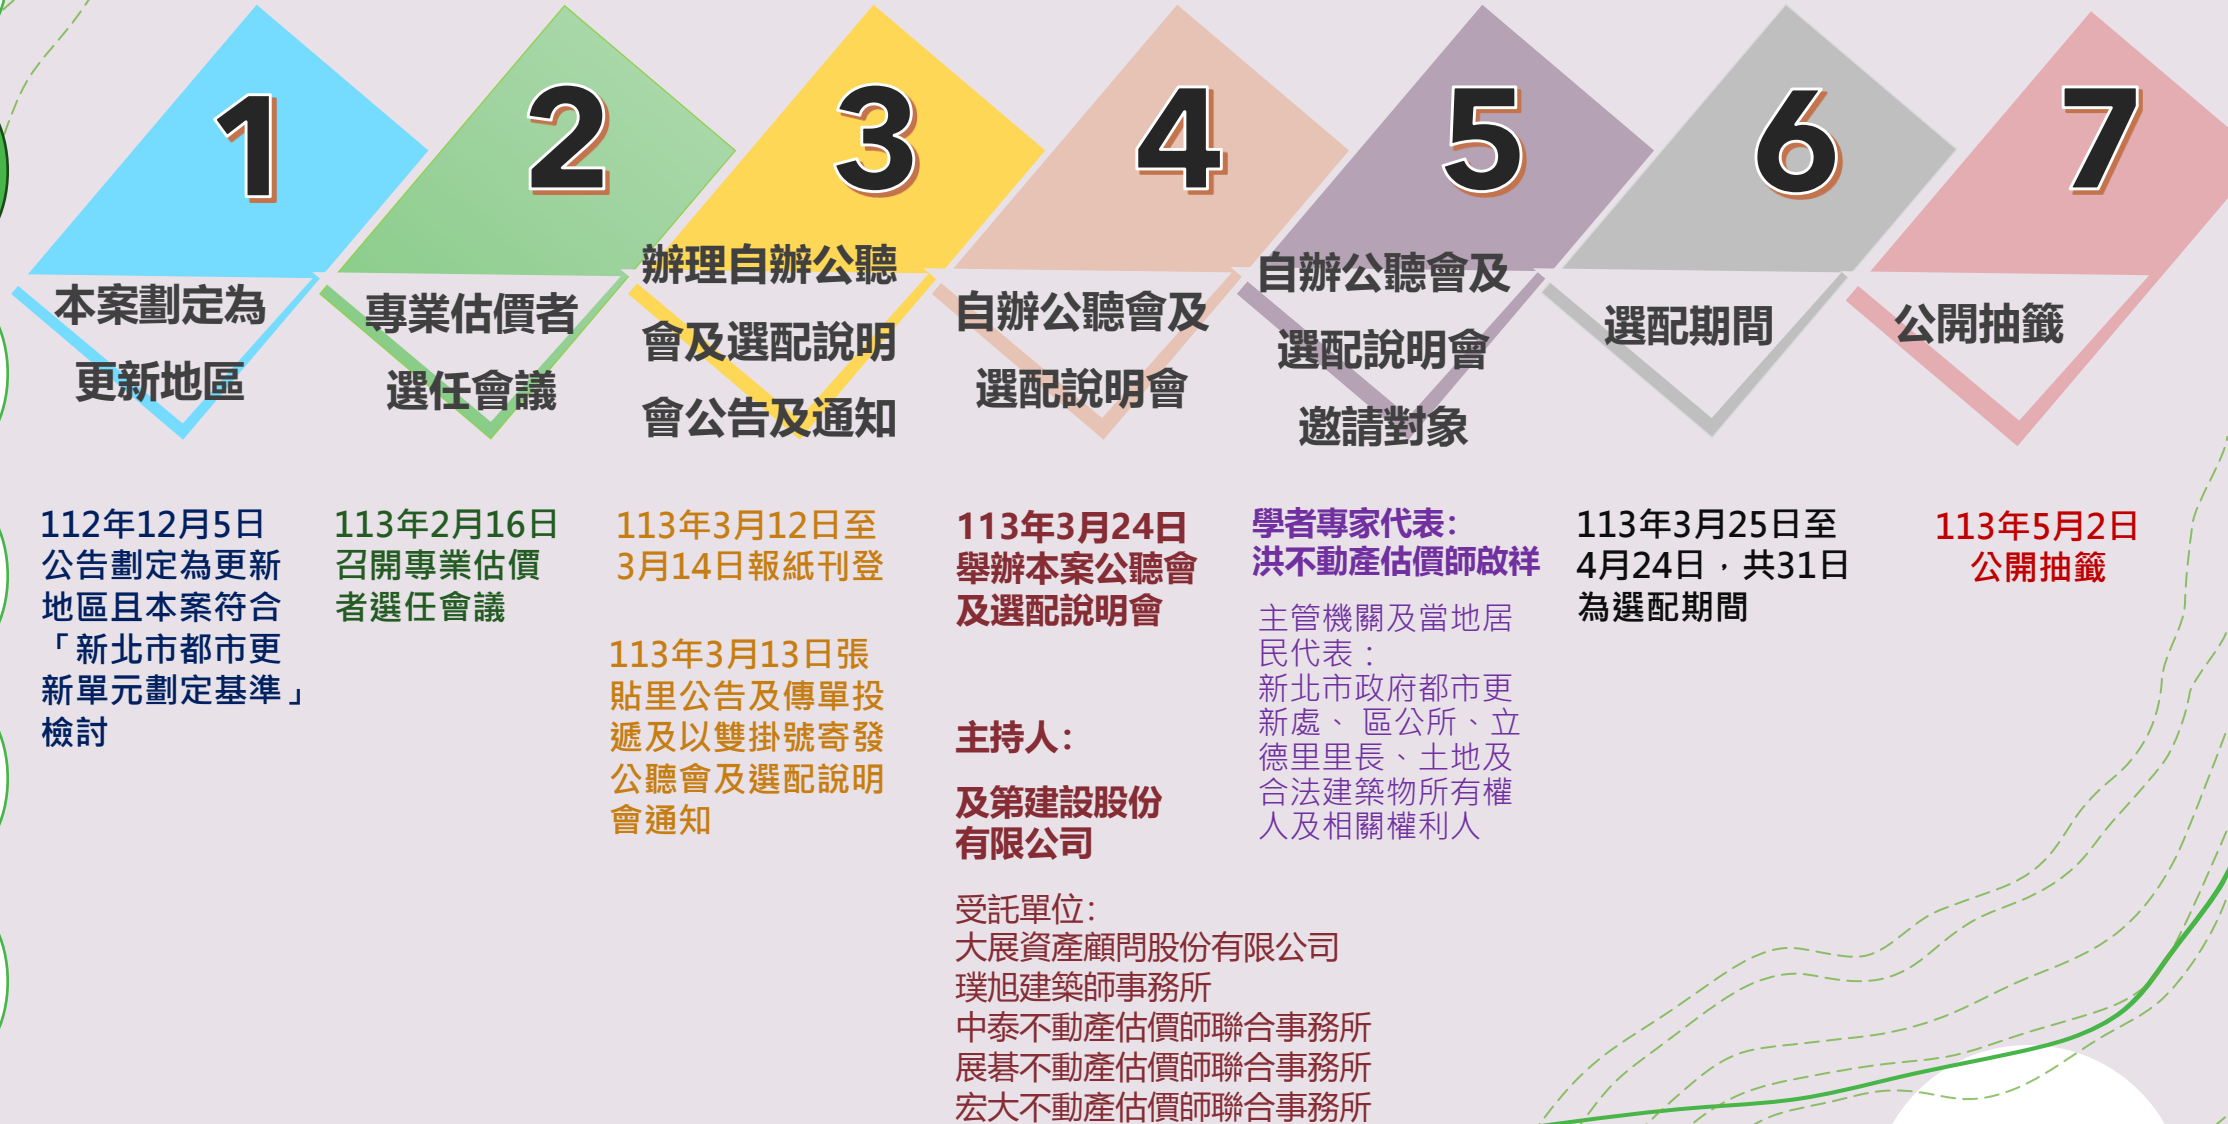 1
本案劃定為
更新地區
112年12月5日
公告劃定為更新
地區且本案符合
「新北市都市更
新單元劃定基準」
檢討
2
專業估價者
選任會議
113年2月16日
召開專業估價
者選任會議
3
辦理自辦公聽
會及選配說明
會公告及通知
113年3月12日至
3月14日報紙刊登
113年3月13日張
貼里公告及傳單投
遞及以雙掛號寄發
公聽會及選配說明
會通知
4
自辦公聽會及
選配說明會
113年3月24日
舉辦本案公聽會
及選配說明會
主持人:
及第建設股份
有限公司
受託單位:
大展資產顧問股份有限公司
璞旭建築師事務所
中泰不動產估價師聯合事務所
展碁不動產估價師聯合事務所
宏大不動產估價師聯合事務所
5
自辦公聽會及
選配說明會
邀請對象
學者專家代表:
洪不動產估價師啟祥
主管機關及當地居
民代表：
新北市政府都市更
新處、 區公所、立
德里里長、土地及
合法建築物所有權
人及相關權利人
6
選配期間
113年3月25日至
4月24日，共31日
為選配期間
7
公開抽籤
113年5月2日
公開抽籤